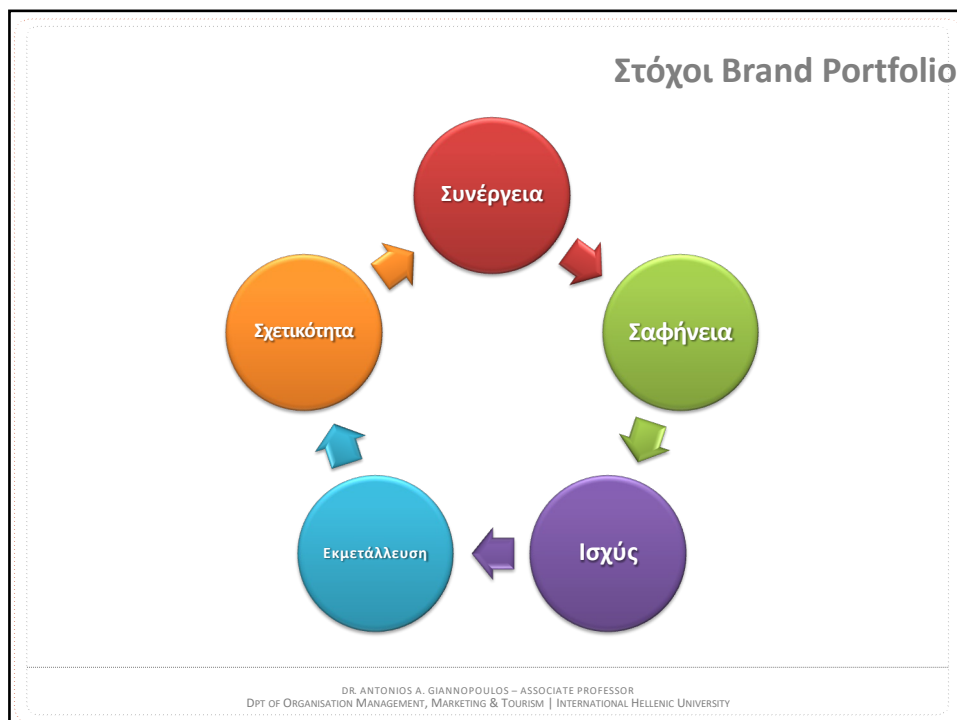 Στόχοι Brand Portfolio
Συνέργεια
Σαφήνεια
Ισχύς
Εκμετάλλευση
Σχετικότητα
DR. ANTONIOS A. GIANNOPOULOS – ASSOCIATE PROFESSOR
DPT OF ORGANISATION MANAGEMENT, MARKETING & TOURISM | INTERNATIONAL HELLENIC UNIVERSITY